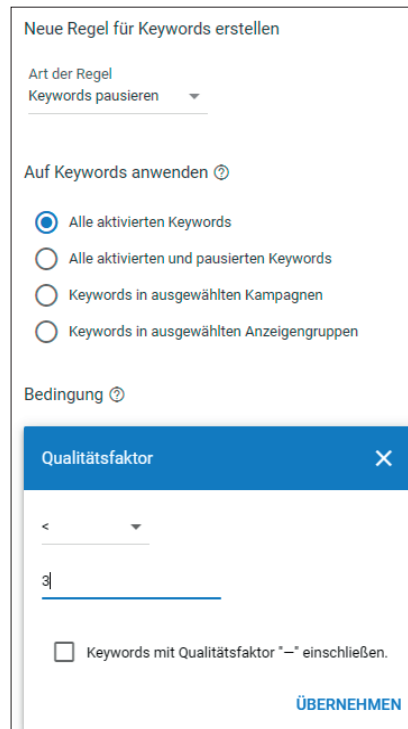 Neue Regel für Keywords erstellen
Art der Regel
Keywords pausieren
Auf Keywords anwenden
Alle aktivierten Keywords
Alle aktivierten und pausierten Keywords
Keywords in ausgewählten Kampagnen
Keywords in ausgewählten Anzeigengruppen
Bedingung
Qualitätsfaktor
<
3
Keywords mit Qualitätsfaktor "—" einschließen.
ÜBERNEHMEN